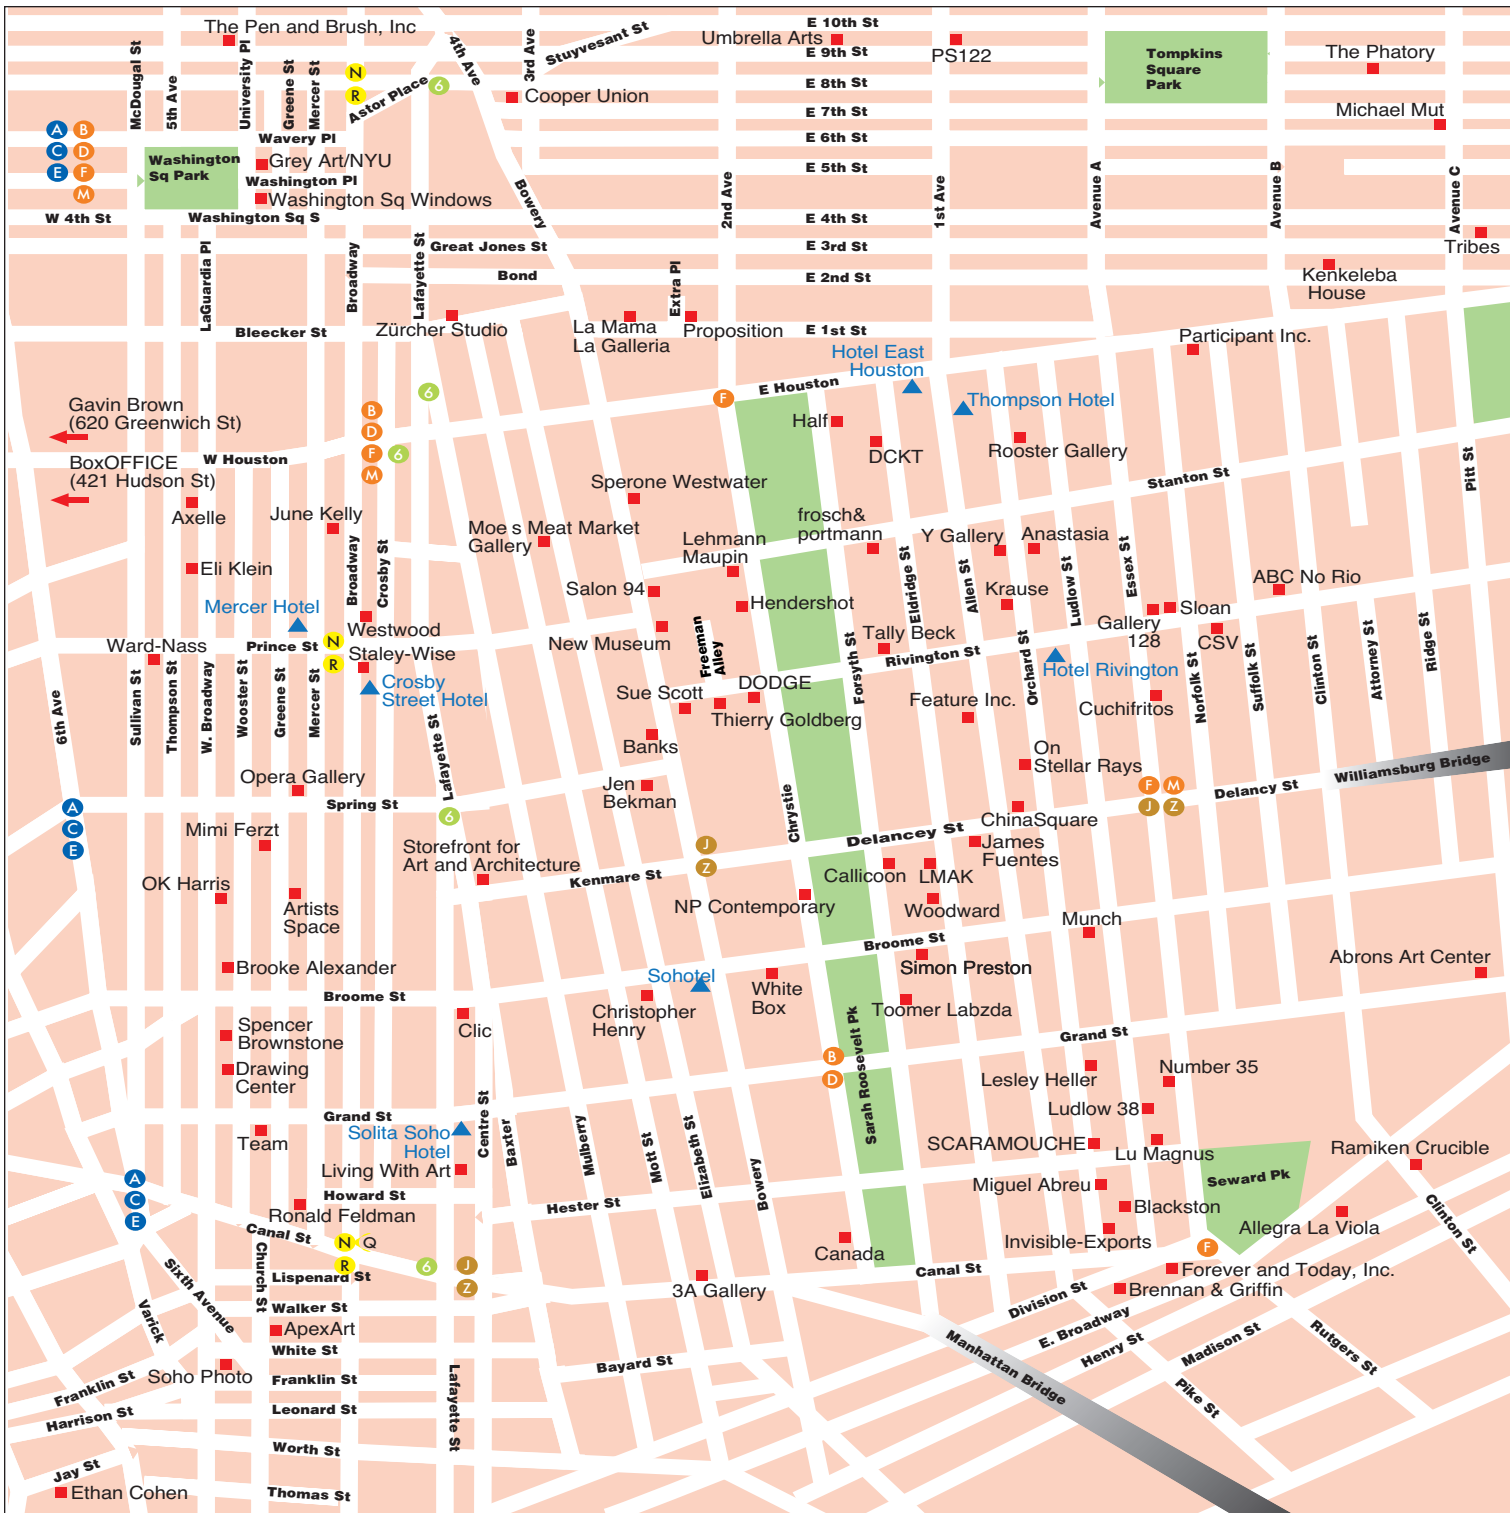 The Pen and Brush, Inc
McDougal St
5th Ave
University Pl
Greene St
Mercer St
N
R
Astor Place
6
4th Ave
3rd Ave
Stuyvesant St
Cooper Union
Umbrella Arts
PS122
E 10th St
E 9th St
E 8th St
E 7th St
E 6th St
E 5th St
E 4th St
E 3rd St
E 2nd St
E 1st St
Tompkins
Square
Park
The Phatory
Michael Mut
A
B
C
D
E
F
M
Washington
Sq Park
Wavery Pl
Grey Art/NYU
Washington Pl
Washington Sq Windows
W 4th St
Washington Sq S
Bowery
2nd Ave
1st Ave
Avenue A
Avenue B
Avenue C
Tribes
Kenkeleba
House
LaGuardia Pl
Broadway
Lafayette St
Great Jones St
Bond
Extra Pl
Bleecker St
Zürcher Studio
La Mama
La Galleria
Proposition
Participant Inc.
Hotel East
Houston
E Houston
Thompson Hotel
Gavin Brown
(620 Greenwich St)
BoxOFFICE
(421 Hudson St)
W Houston
B
D
F
M
6
6
F
Half
DCKT
Rooster Gallery
Stanton St
Pitt St
Axelle
June Kelly
Sperone Westwater
Moe s Meat Market
Gallery
Lehmann
Maupin
frosch&
portmann
Y Gallery
Anastasia
Eli Klein
Broadway
Crosby St
Salon 94
Hendershot
Eldridge St
Allen St
Krause
Ludlow St
Essex St
ABC No Rio
Sloan
Gallery
128
CSV
Mercer Hotel
Westwood
New Museum
Freeman
Alley
Tally Beck
Rivington St
Hotel Rivington
Ward-Nass
Prince St
N
R
Staley-Wise
Crosby
Street Hotel
Sue Scott
DODGE
Thierry Goldberg
Forsyth St
Feature Inc.
Orchard St
Cuchifritos
Norfolk St
Suffolk St
Clinton St
Attorney St
Ridge St
6th Ave
Sullivan St
Thompson St
W. Broadway
Wooster St
Greene St
Mercer St
Lafayette St
Banks
On
Stellar Rays
Opera Gallery
Jen
Bekman
Spring St
6
Chrystie
ChinaSquare
F
M
J
Z
Delancy St
Williamsburg Bridge
A
C
E
Mimi Ferzt
Storefront for
Art and Architecture
J
Z
Delancey St
James
Fuentes
OK Harris
Artists
Space
Kenmare St
NP Contemporary
Callicoon
LMAK
Woodward
Munch
Brooke Alexander
Sohotel
White
Box
Broome St
Simon Preston
Abrons Art Center
Broome St
Clic
Christopher
Henry
Toomer Labzda
Spencer
Brownstone
Drawing
Center
B
D
Sarah Roosevelt Pk
Grand St
Lesley Heller
Number 35
Grand St
Solita Soho
Hotel
Centre St
Baxter
Mulberry
Mott St
Elizabeth St
Bowery
Ludlow 38
Team
Living With Art
SCARAMOUCHE
Lu Magnus
Seward Pk
Ramiken Crucible
A
C
E
Howard St
Ronald Feldman
Hester St
Miguel Abreu
Blackston
Invisible-Exports
Allegra La Viola
Clinton St
Canal St
N
Q
R
6
J
Z
Canada
F
Sixth Avenue
Church St
Lispenard St
3A Gallery
Canal St
Forever and Today, Inc.
Brennan & Griffin
Varick
Walker St
ApexArt
Division St
E. Broadway
Henry St
Madison St
Rutgers St
White St
Soho Photo
Bayard St
Manhattan Bridge
Pike St
Franklin St
Franklin St
Harrison St
Leonard St
Lafayette St
Worth St
Jay St
Ethan Cohen
Thomas St